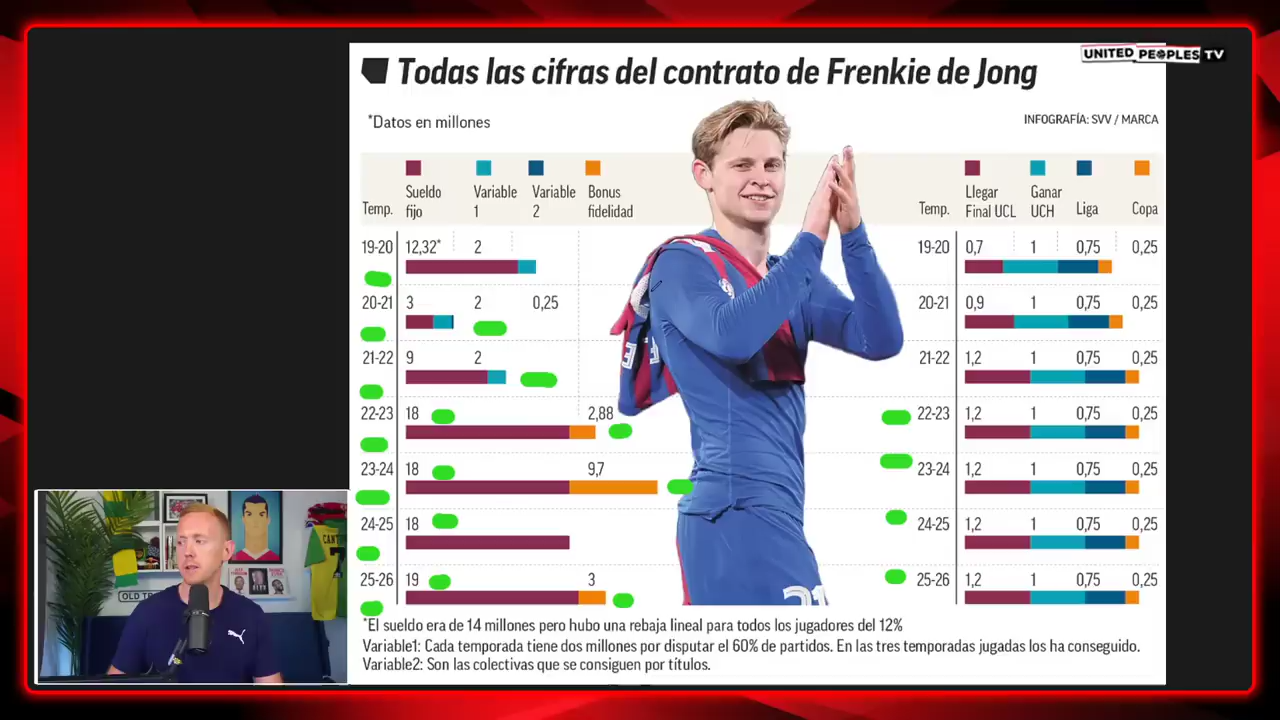 UNITED PEOPLES TV
Todas las cifras del contrato de Frenkie de Jong
*Datos en millones
INFOGRAFÍA: SVV / MARCA
Temp. Sueldo fijo Variable 1 Variable 2 Bonus fidelidad
19-20 12,32* 2
20-21 3 2 0,25
21-22 9 2
22-23 18 2,88
23-24 18 9,7
24-25 18
25-26 19 3
Temp. Llegar Final UCL Ganar UCH Liga Copa
19-20 0,7 1 0,75 0,25
20-21 0,9 1 0,75 0,25
21-22 1,2 1 0,75 0,25
22-23 1,2 1 0,75 0,25
23-24 1,2 1 0,75 0,25
24-25 1,2 1 0,75 0,25
25-26 1,2 1 0,75 0,25
*El sueldo era de 14 millones pero hubo una rebaja lineal para todos los jugadores del 12%
Variable1: Cada temporada tiene dos millones por disputar el 60% de partidos. En las tres temporadas jugadas los ha conseguido.
Variable2: Son las colectivas que se consiguen por títulos.